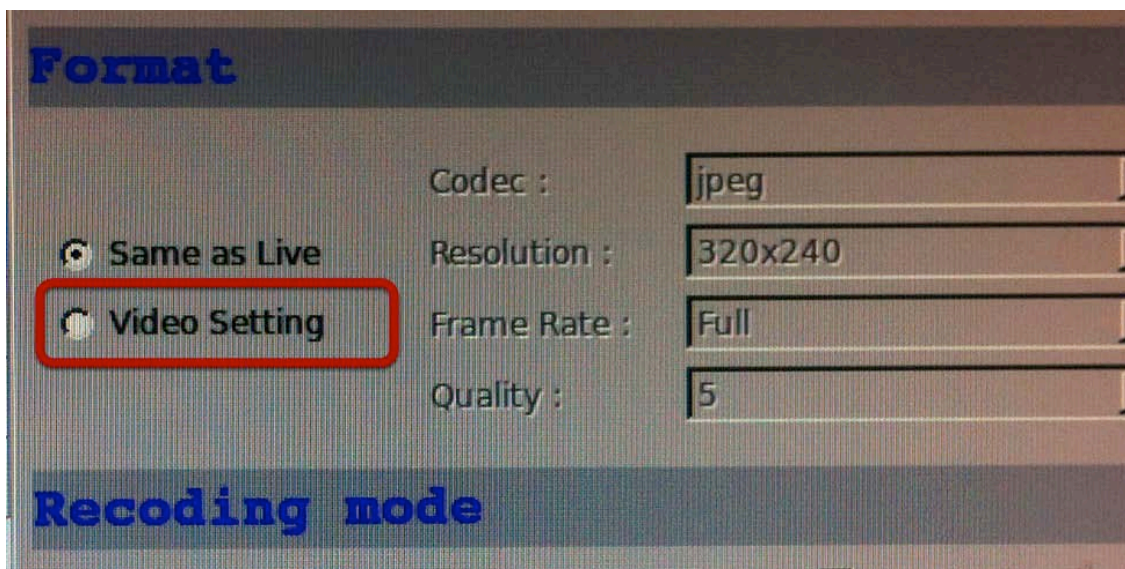 Format
Codec : jpeg
Same as Live Resolution : 320x240
Video Setting Frame Rate : Full
Quality : 5
Recoding mode